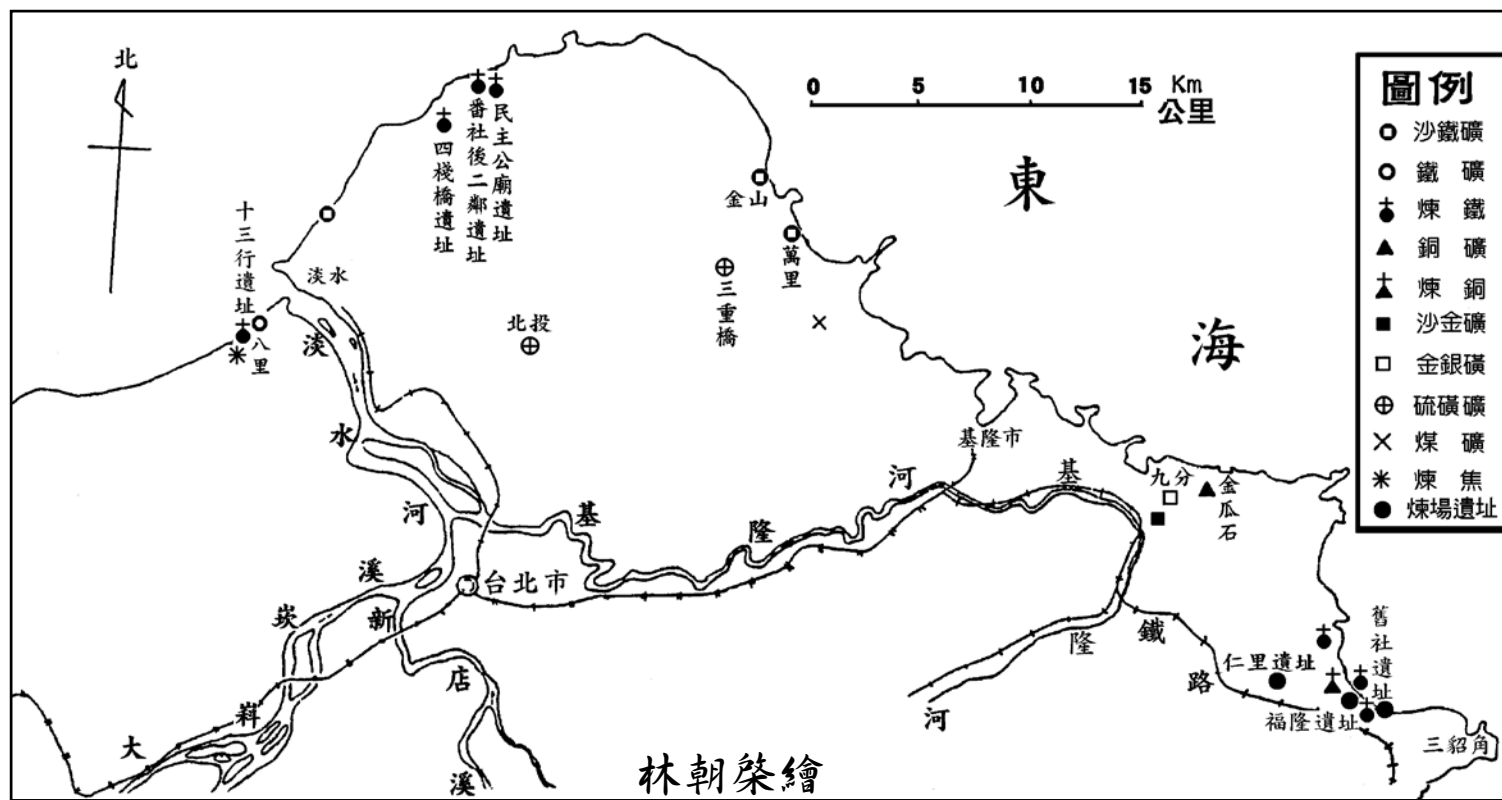 北
0 5 10 15 Km
公里
圖例
沙鐵礦
鐵礦
煉鐵
銅礦
煉銅
沙金礦
金銀礦
硫磺礦
煤礦
煉焦
煉場遺址
東海
民主公廟遺址
番社後二鄰遺址
四棧橋遺址
十三行遺址
八里
淡水
北投
金山
萬里
三重橋
淡水河
基隆河
基隆市
基隆河
九分
金瓜石
台北市
新店溪
大嵙崁溪
鐵路
仁里遺址
舊社遺址
福隆遺址
三貂角
林朝棨繪